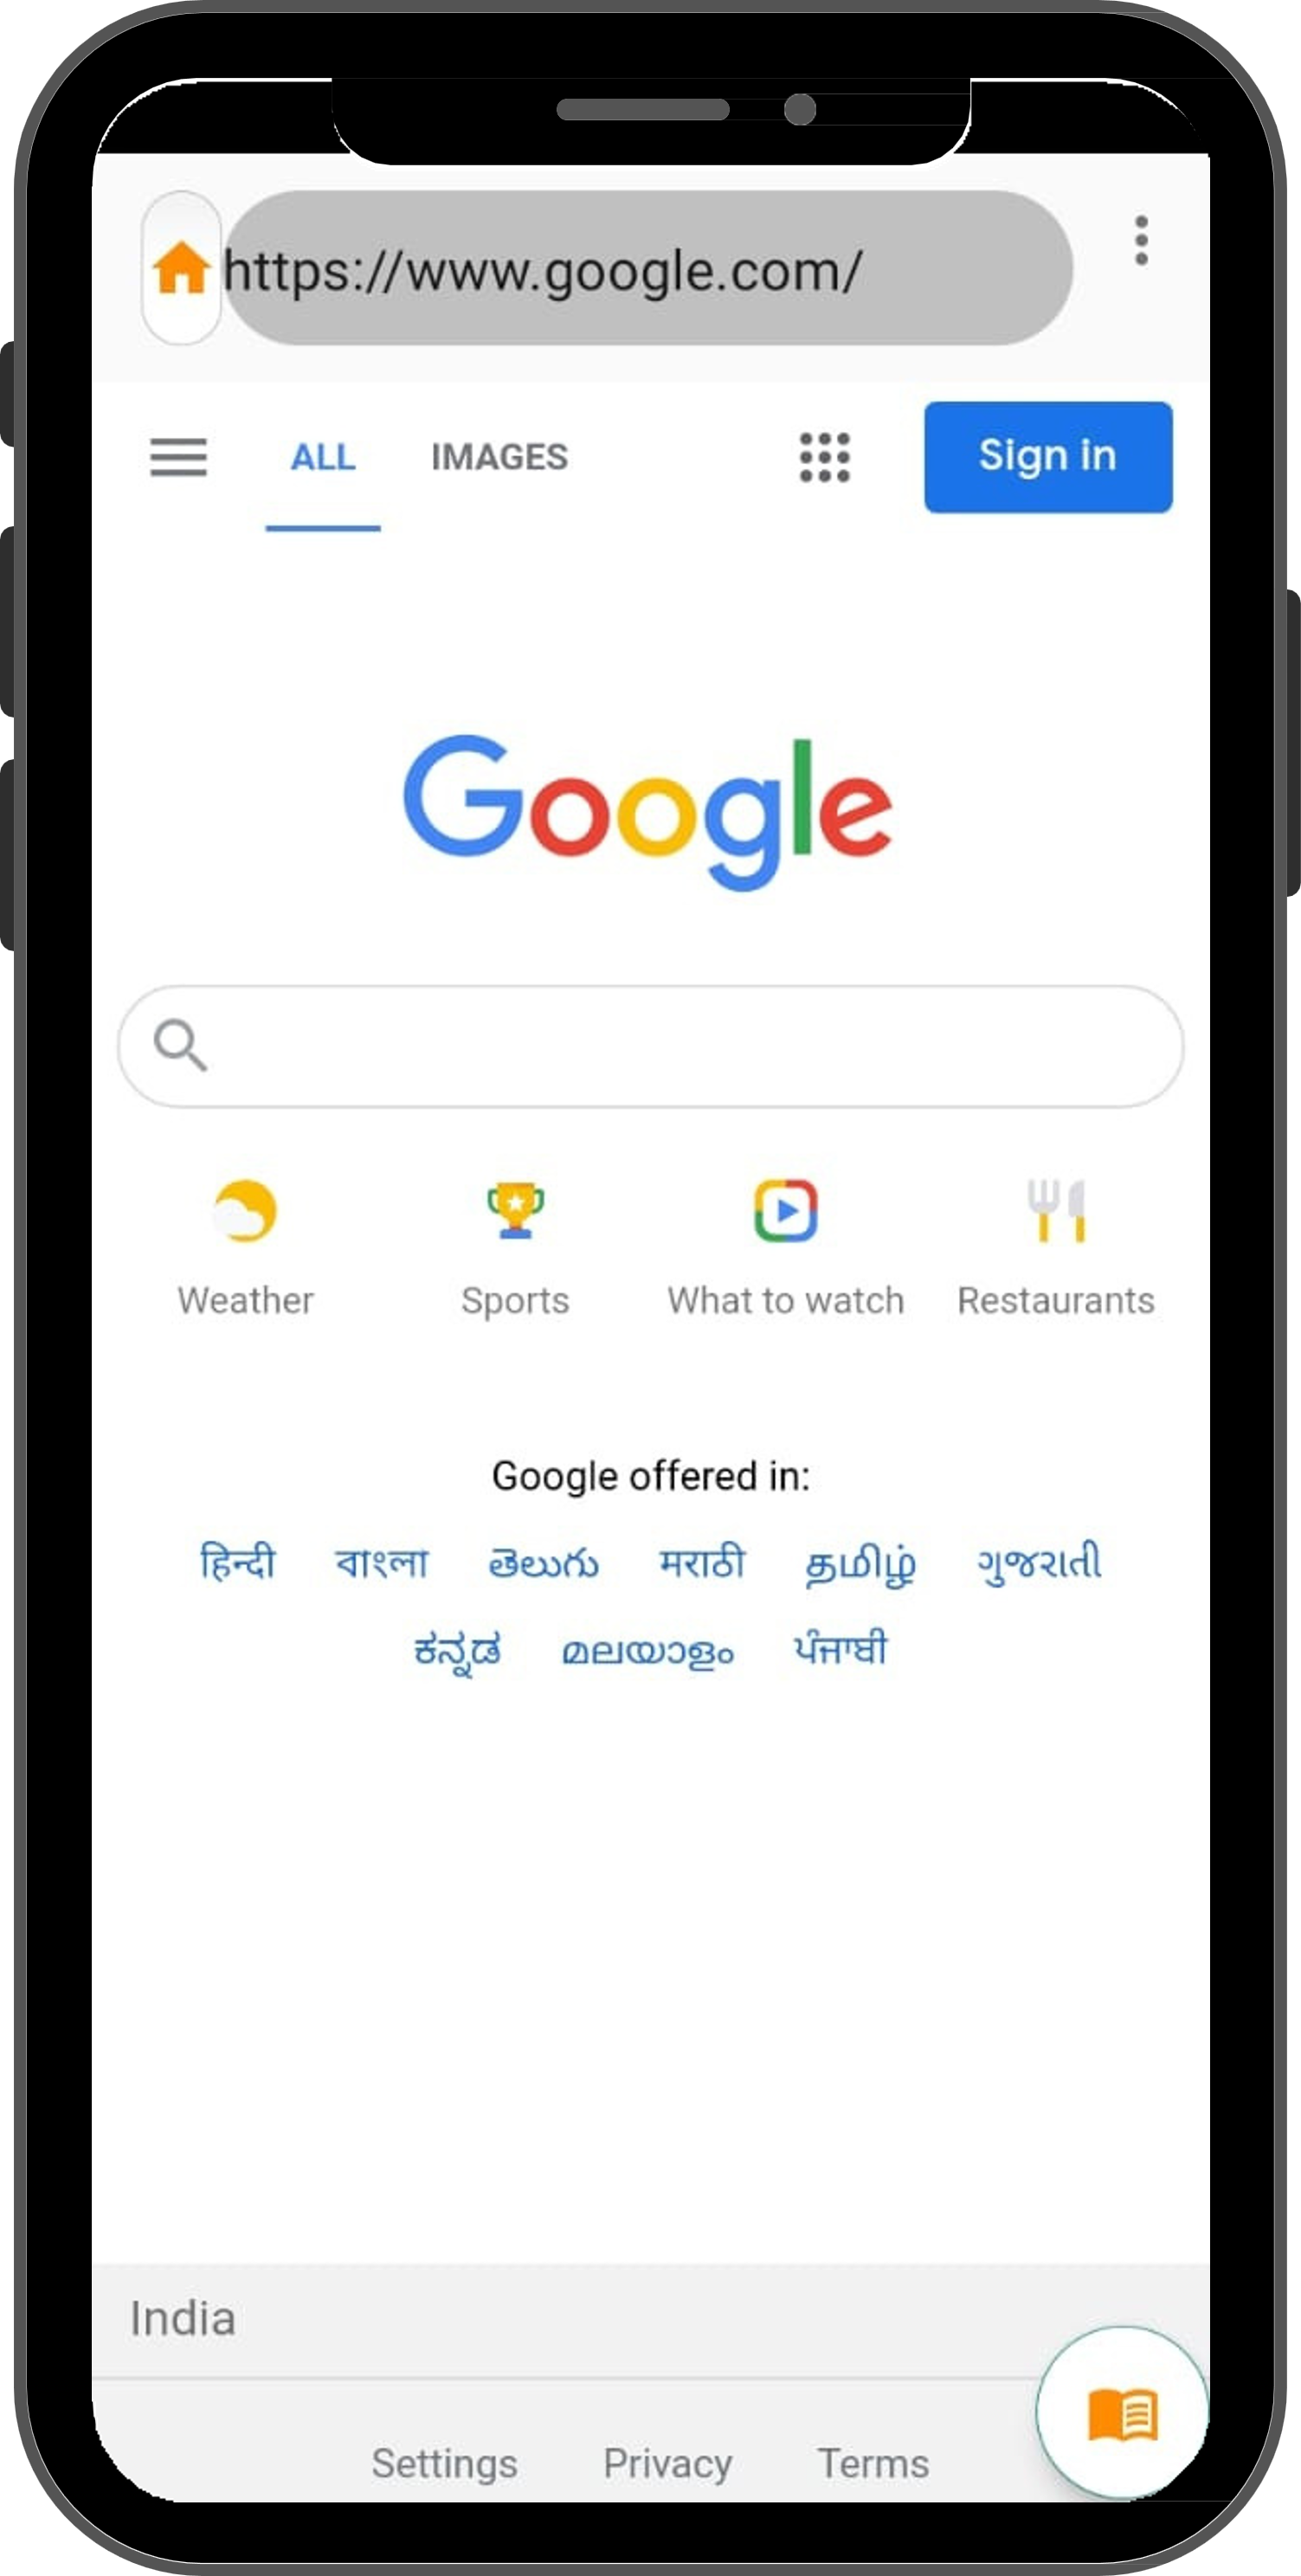 https://www.google.com/
ALL IMAGES Sign in
Google
Weather Sports What to watch Restaurants
Google offered in:
हिन्दी বাংলা తెలుగు मराठी தமிழ் ગુજરાતી
ಕನ್ನಡ മലയാളം ਪੰਜਾਬੀ
India
Settings Privacy Terms